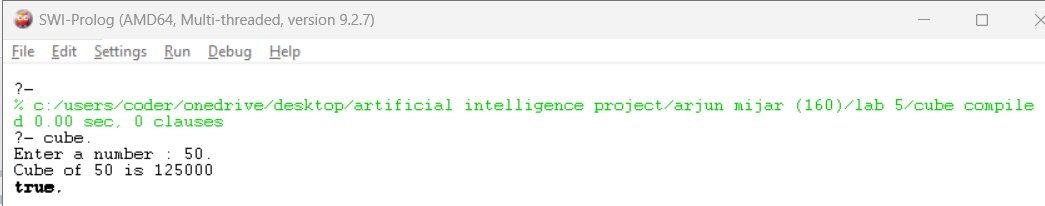 SWI-Prolog (AMD64, Multi-threaded, version 9.2.7)
File Edit Settings Run Debug Help
?-
% c:/users/coder/onedrive/desktop/artificial intelligence project/arjun mijar (160)/lab 5/cube compile
d 0.00 sec, 0 clauses
?- cube.
Enter a number : 50.
Cube of 50 is 125000
true.